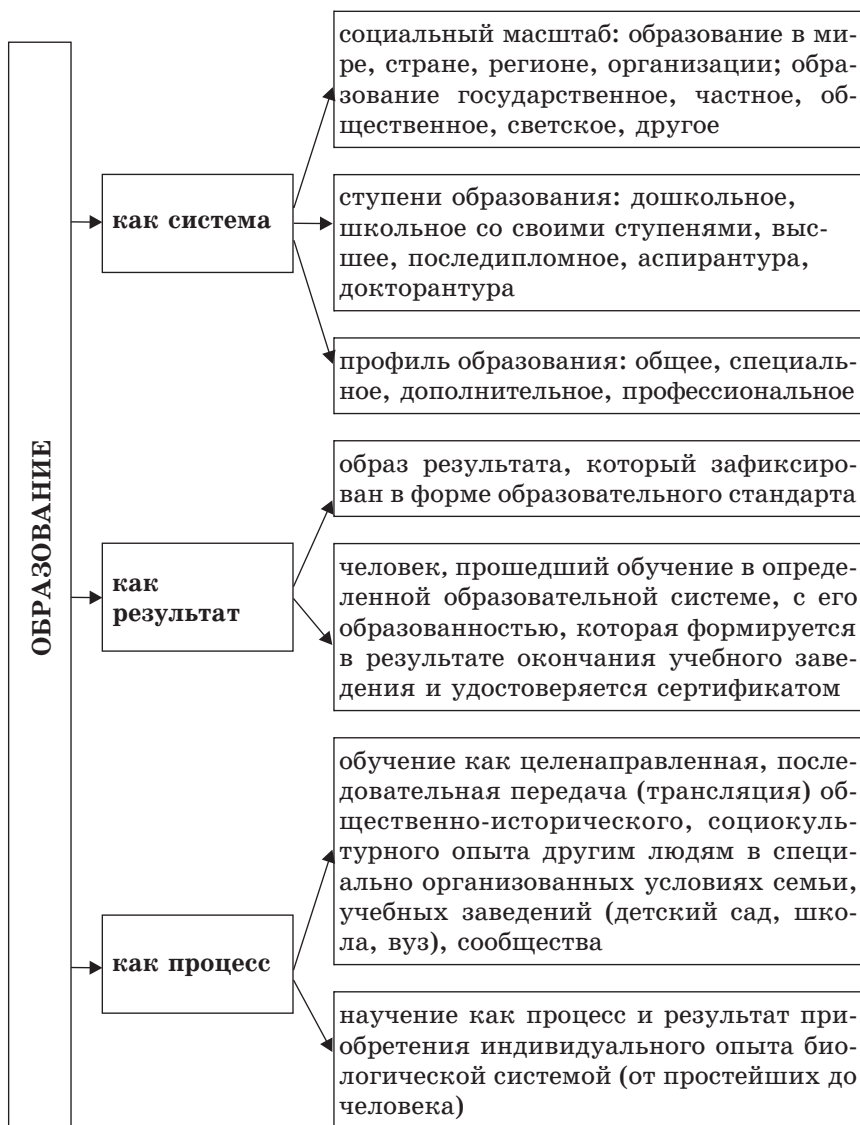 ОБРАЗОВАНИЕ
как система
социальный масштаб: образование в ми-
ре, стране, регионе, организации; обра-
зование государственное, частное, об-
щественное, светское, другое
ступени образования: дошкольное,
школьное со своими ступенями, выс-
шее, последипломное, аспирантура,
докторантура
профиль образования: общее, специаль-
ное, дополнительное, профессиональное
как
результат
образ результата, который зафиксиро-
ван в форме образовательного стандарта
человек, прошедший обучение в опреде-
ленной образовательной системе, с его
образованностью, которая формируется
в результате окончания учебного заве-
дения и удостоверяется сертификатом
как процесс
обучение как целенаправленная, после-
довательная передача (трансляция) об-
щественно-исторического, социокуль-
турного опыта другим людям в специ-
ально организованных условиях семьи,
учебных заведений (детский сад, шко-
ла, вуз), сообщества
научение как процесс и результат при-
обретения индивидуального опыта био-
логической системой (от простейших до
человека)